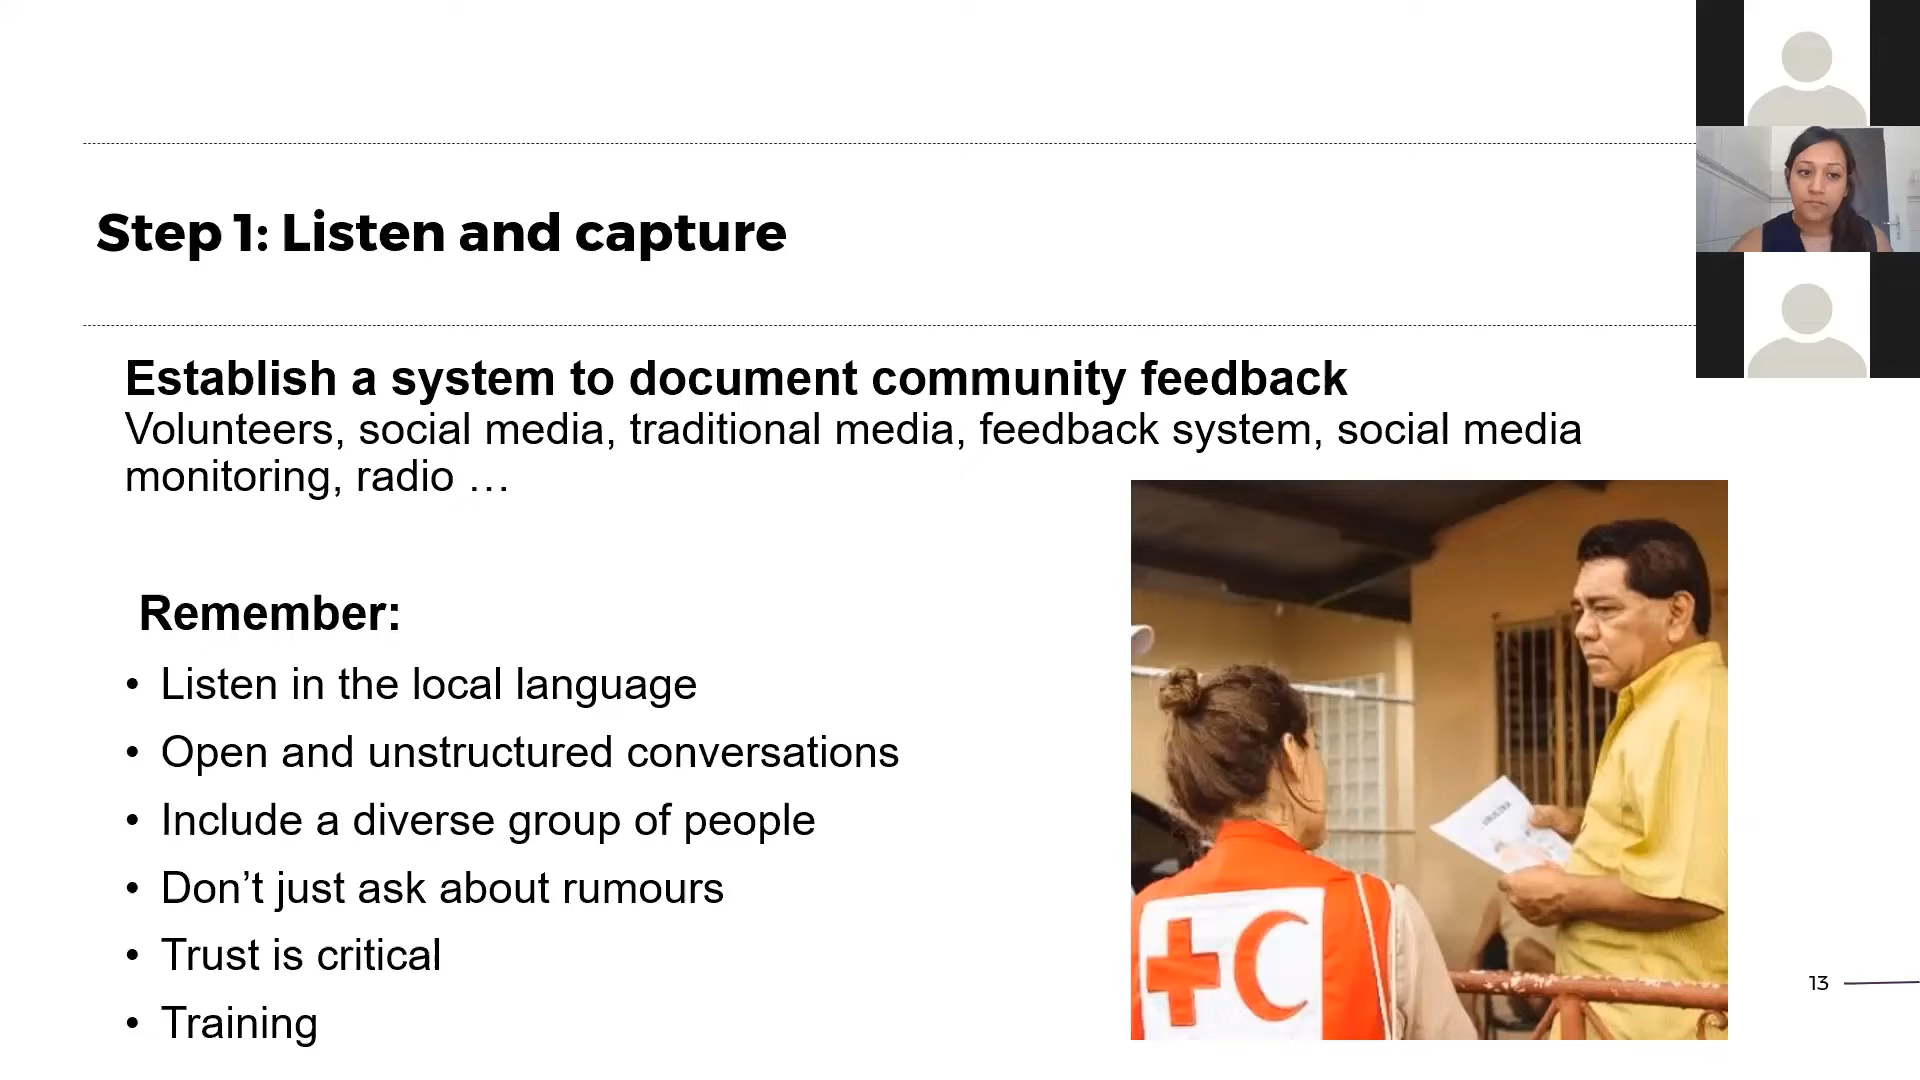 Step 1: Listen and capture
Establish a system to document community feedback
Volunteers, social media, traditional media, feedback system, social media
monitoring, radio …
Remember:
• Listen in the local language
• Open and unstructured conversations
• Include a diverse group of people
• Don’t just ask about rumours
• Trust is critical
• Training
13